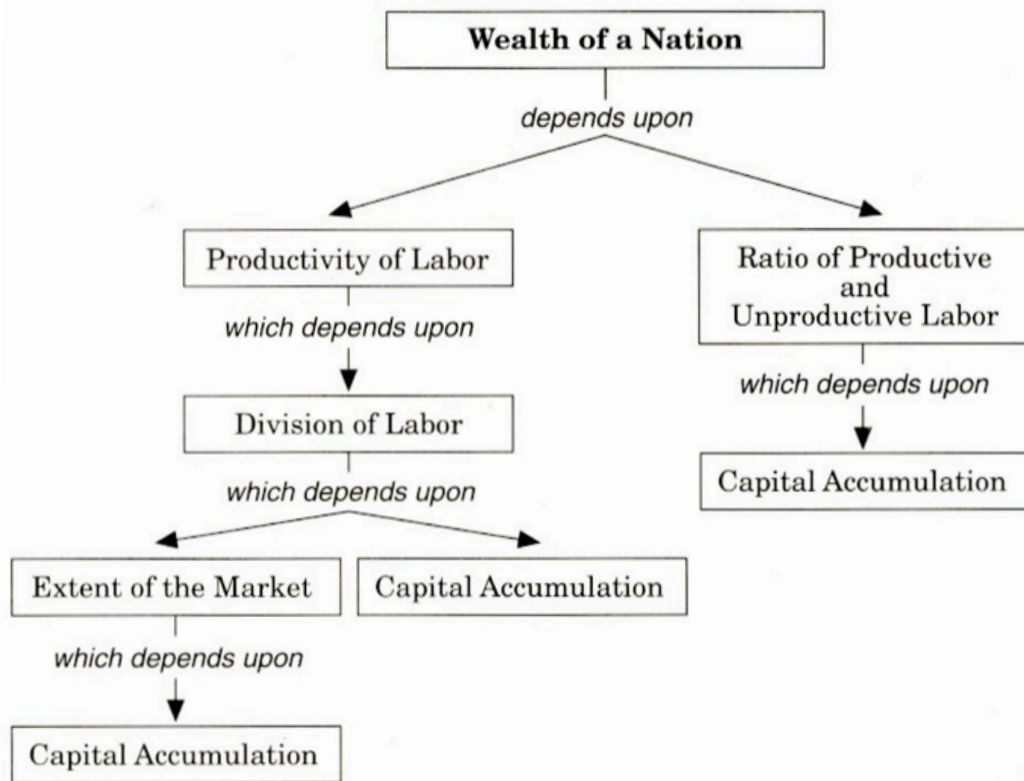 Wealth of a Nation
depends upon
Productivity of Labor
Ratio of Productive
and
Unproductive Labor
which depends upon
which depends upon
Division of Labor
Capital Accumulation
which depends upon
Extent of the Market
Capital Accumulation
which depends upon
Capital Accumulation